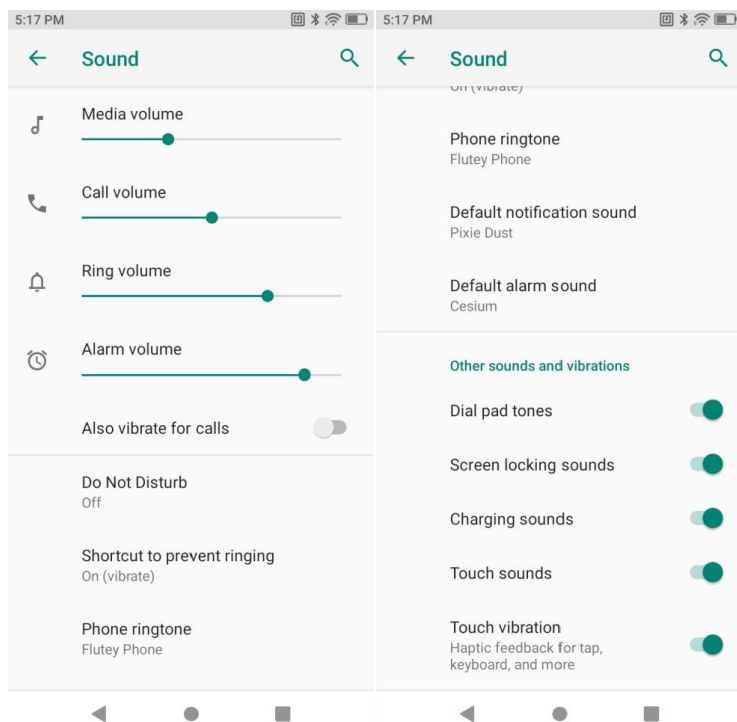 5:17 PM
Sound
Media volume
Call volume
Ring volume
Alarm volume
Also vibrate for calls
Do Not Disturb
Off
Shortcut to prevent ringing
On (vibrate)
Phone ringtone
Flutey Phone
5:17 PM
Sound
On (vibrate)
Phone ringtone
Flutey Phone
Default notification sound
Pixie Dust
Default alarm sound
Cesium
Other sounds and vibrations
Dial pad tones
Screen locking sounds
Charging sounds
Touch sounds
Touch vibration
Haptic feedback for tap,
keyboard, and more